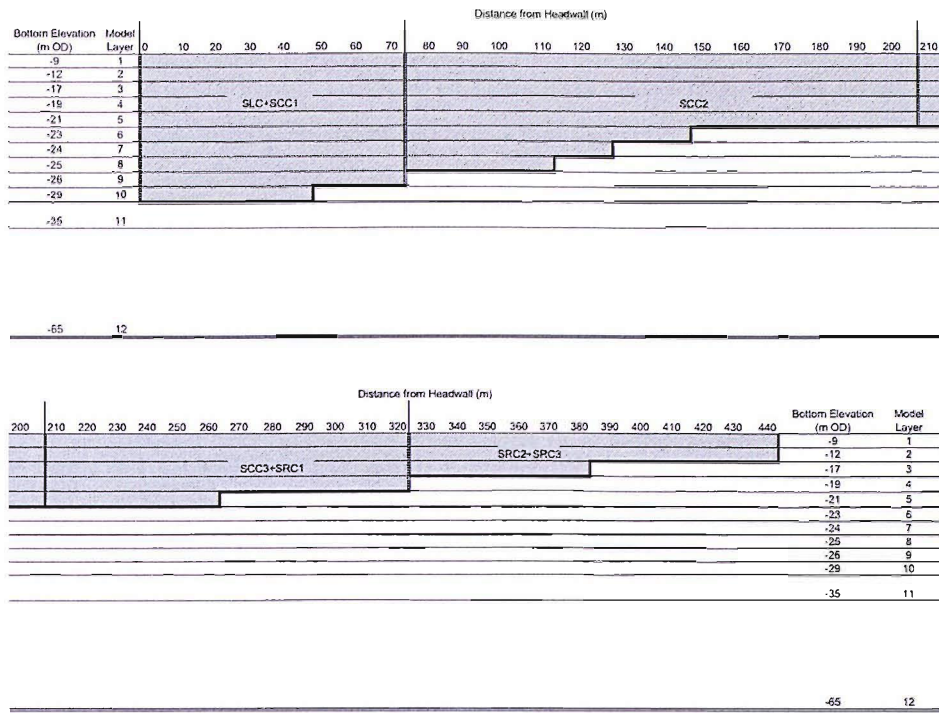 Distance from Headwall (m)
Bottom Elevation Model
(m OD) Layer 0 10 20 30 40 50 60 70 80 90 100 110 120 130 140 150 160 170 180 190 200 210
-9 1
-12 2
-17 3
-19 4 SLC+SCC1 SCC2
-21 5
-23 6
-24 7
-25 8
-26 9
-29 10
-35 11
-65 12
Distance from Headwall (m)
Bottom Elevation Model
200 210 220 230 240 250 260 270 280 290 300 310 320 330 340 350 360 370 380 390 400 410 420 430 440 (m OD) Layer
-9 1
SRC2+SRC3 -12 2
SCC3+SRC1 -17 3
-19 4
-21 5
-23 6
-24 7
-25 8
-26 9
-29 10
-35 11
-65 12